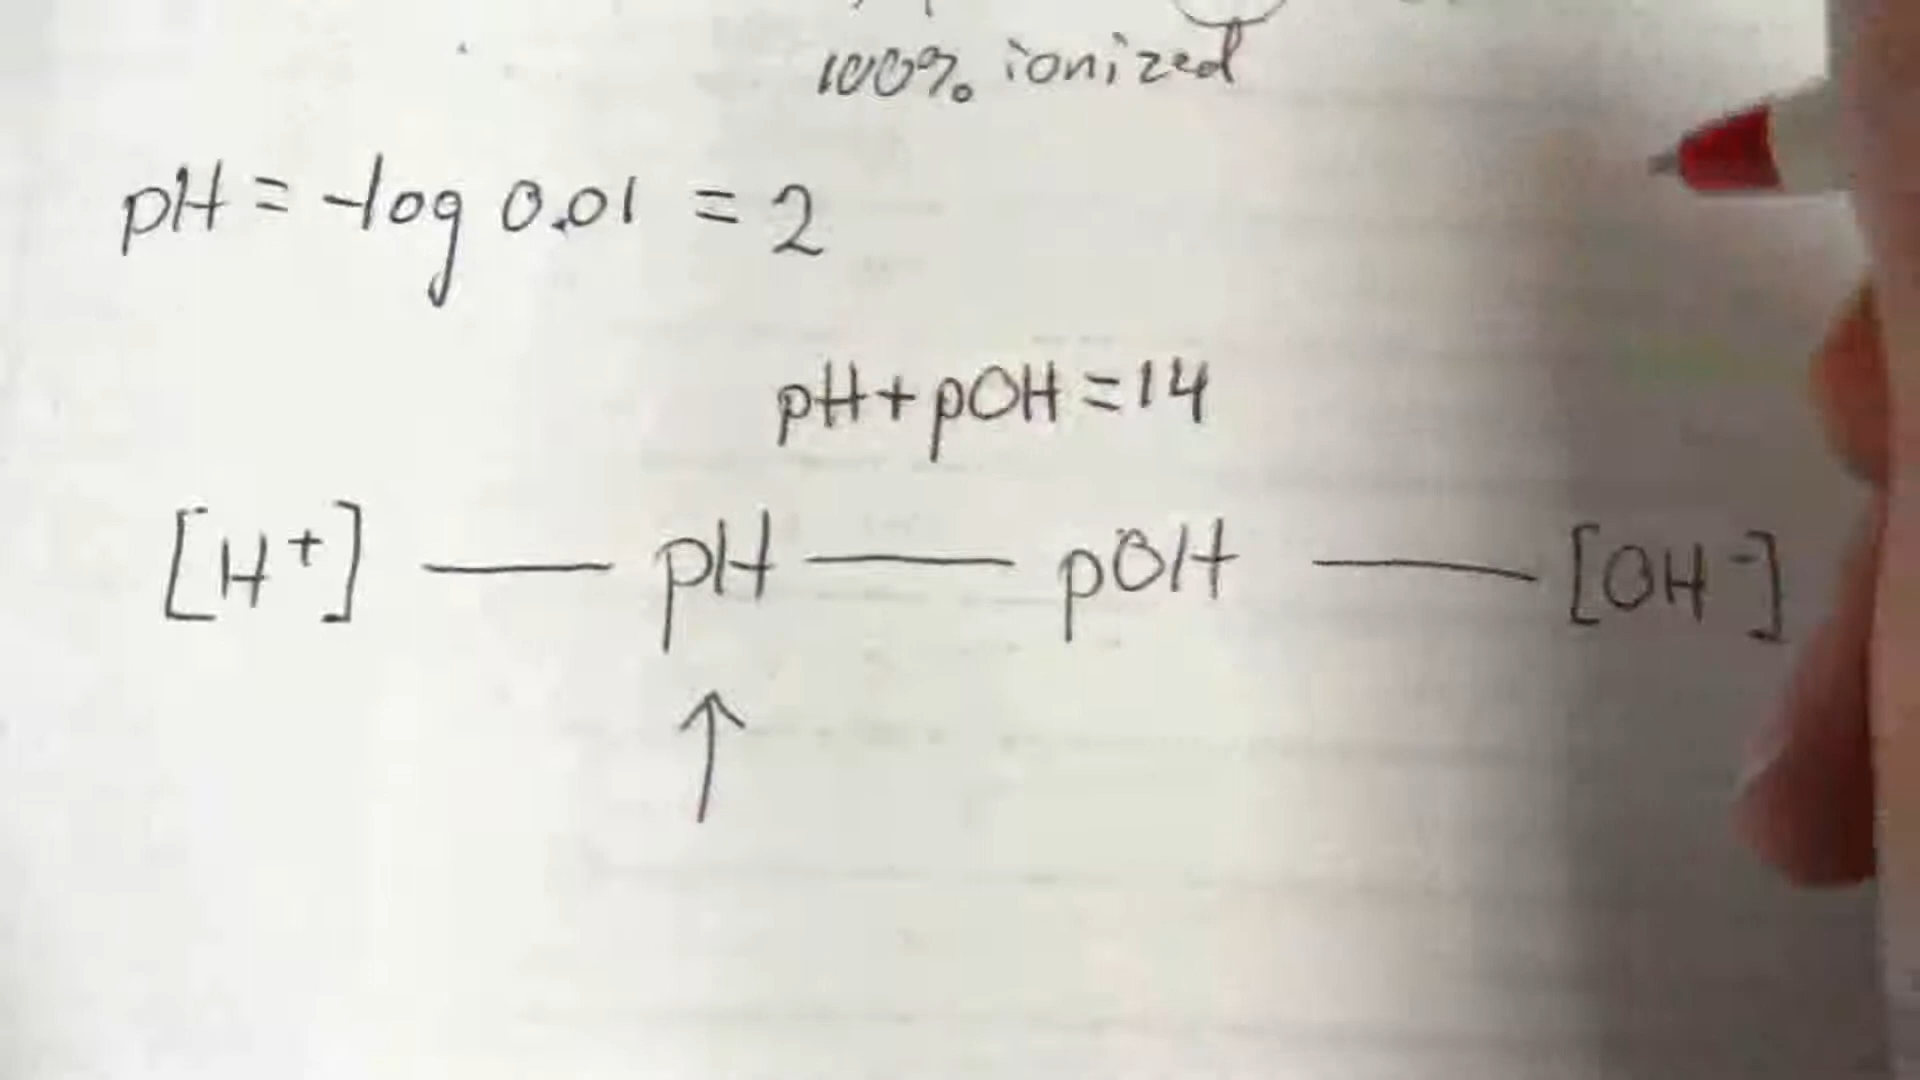 100% ionized
pH = -log 0.01 = 2
pH + pOH = 14
[H⁺] — pH — pOH — [OH⁻]